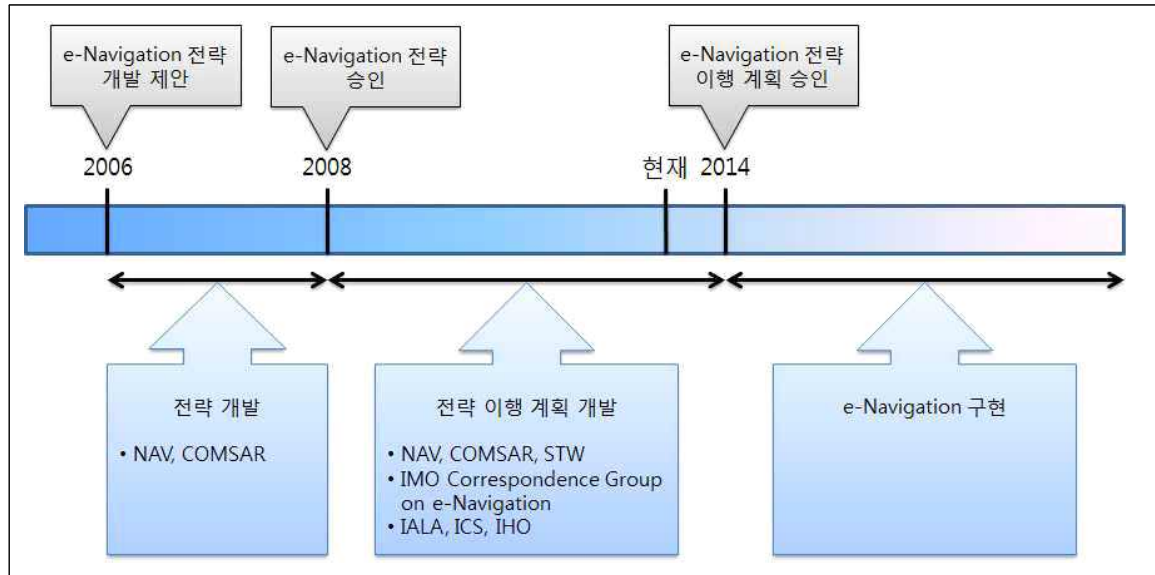 e-Navigation 전략
개발 제안
e-Navigation 전략
승인
e-Navigation 전략
이행 계획 승인
2006
2008
현재
2014
전략 개발
• NAV, COMSAR
전략 이행 계획 개발
• NAV, COMSAR, STW
• IMO Correspondence Group
on e-Navigation
• IALA, ICS, IHO
e-Navigation 구현